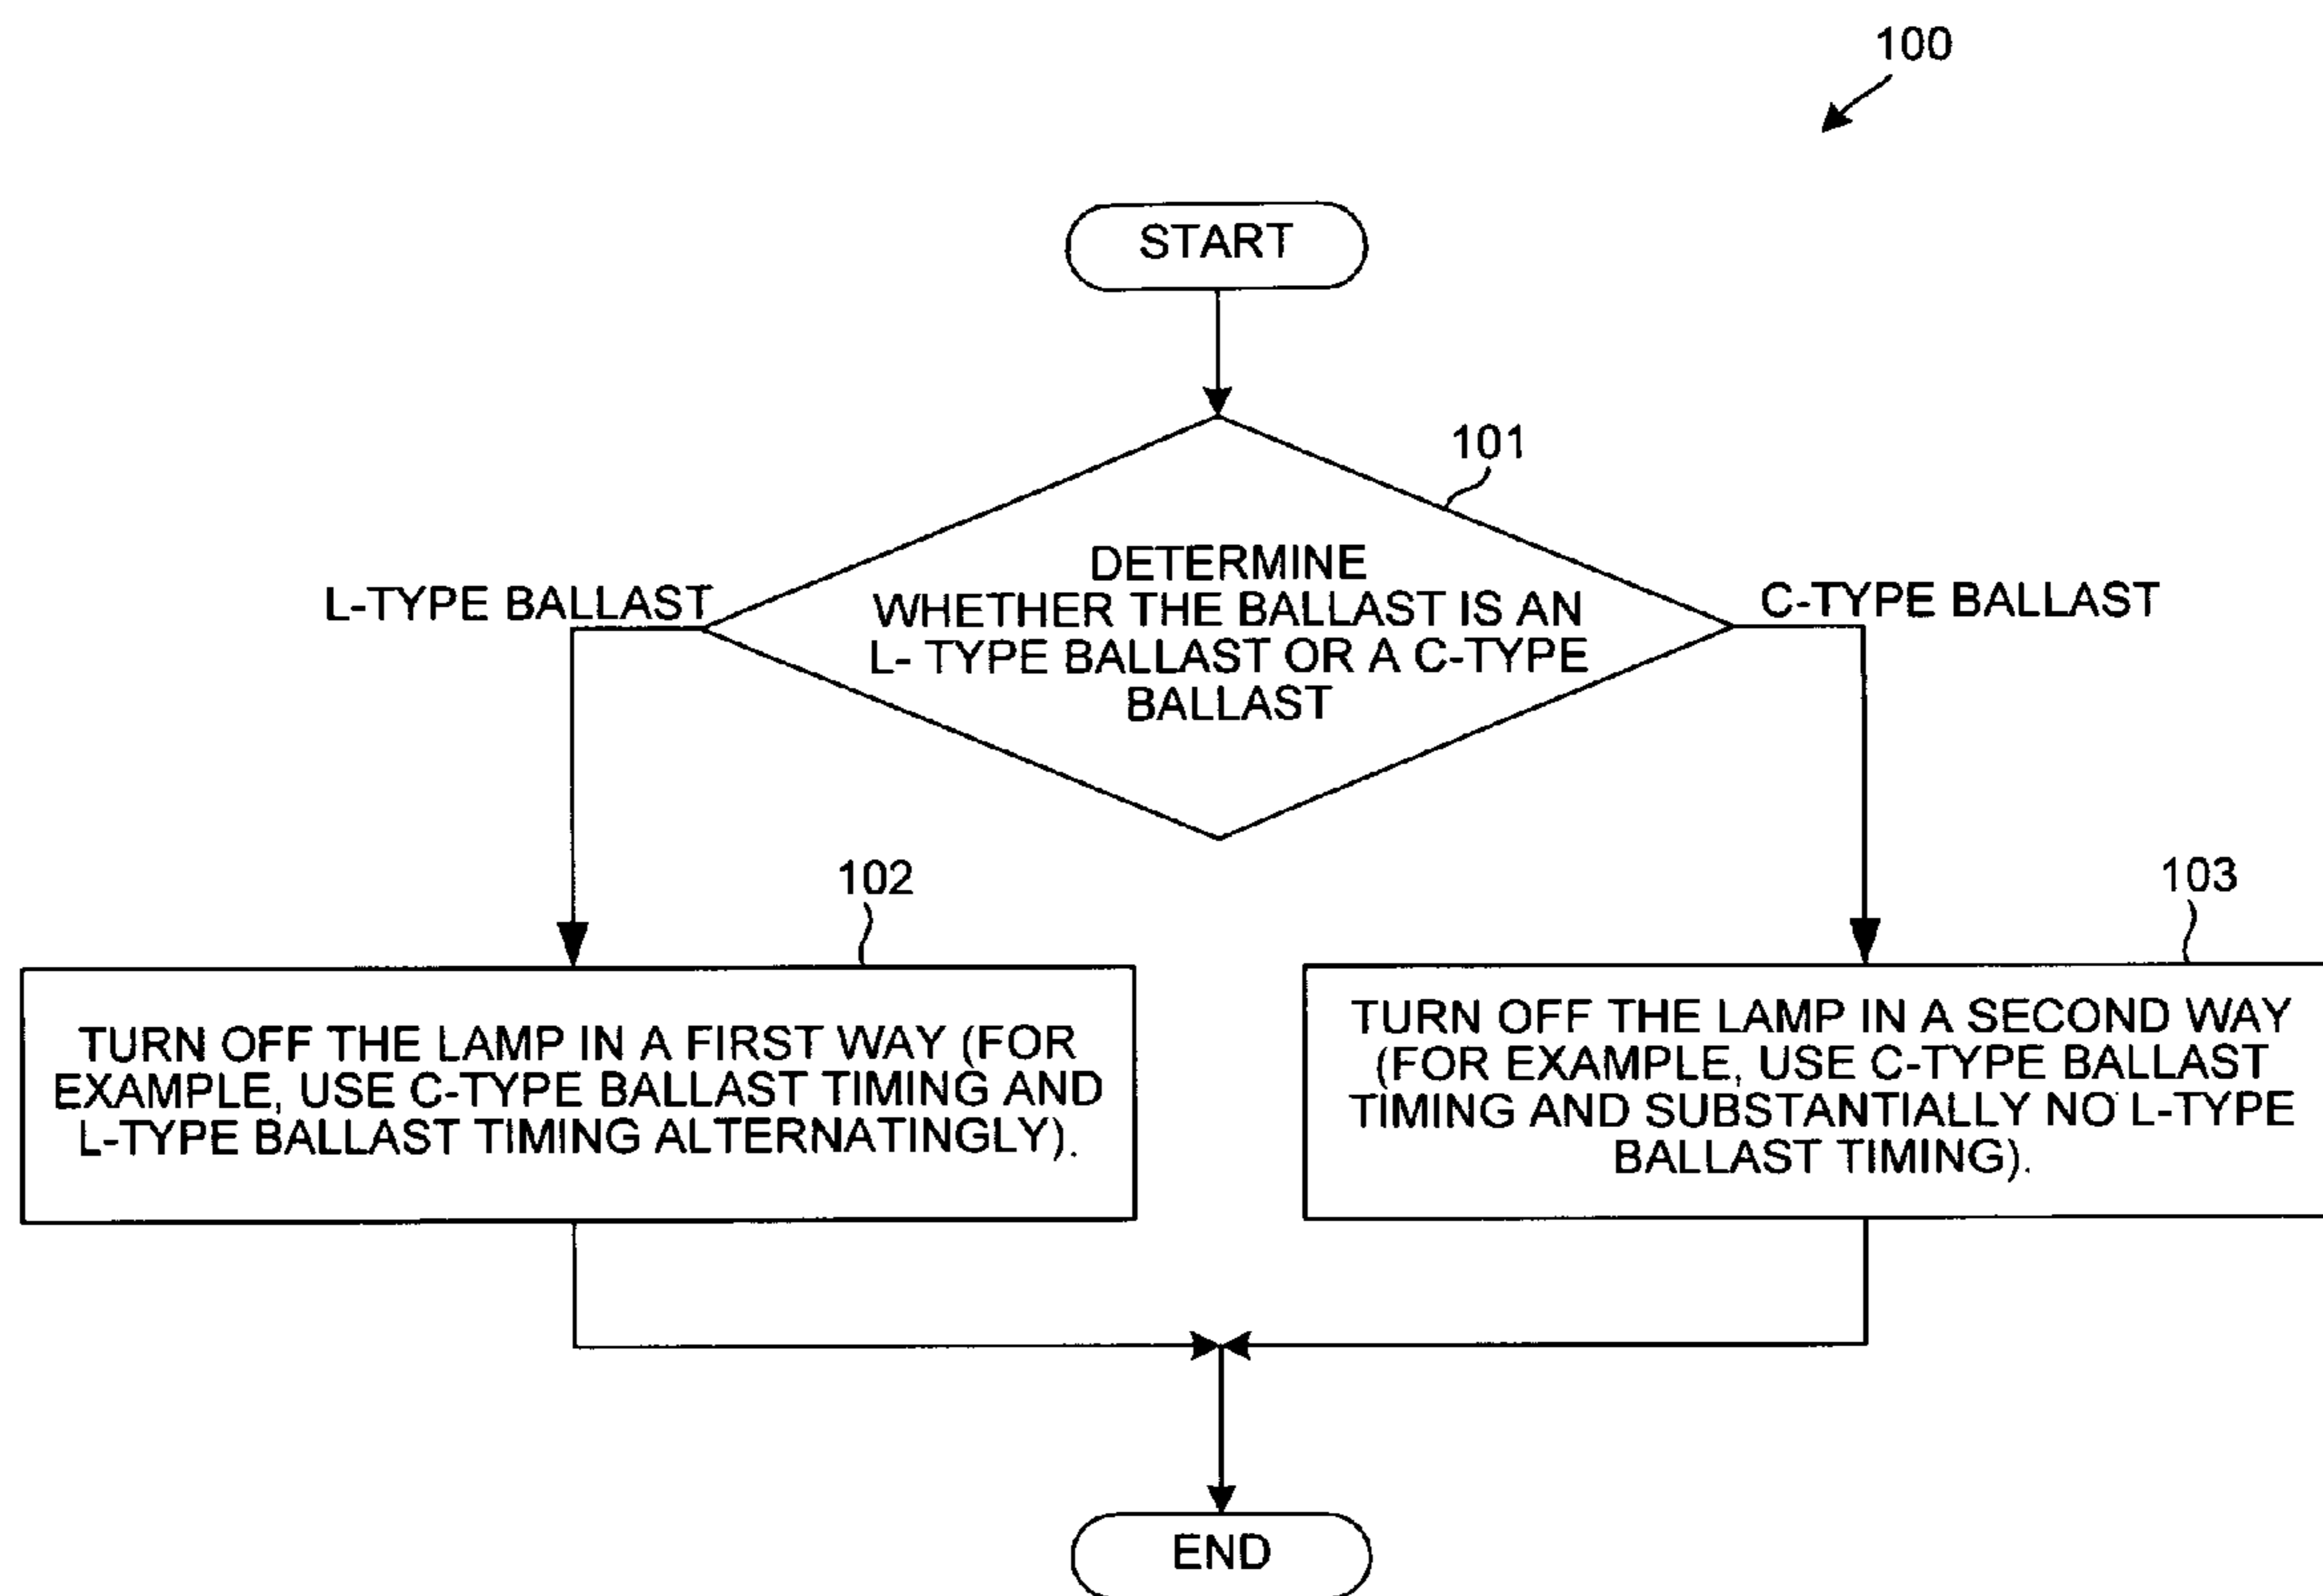 100
START
101
DETERMINE
WHETHER THE BALLAST IS AN
L- TYPE BALLAST OR A C-TYPE
BALLAST
L-TYPE BALLAST
C-TYPE BALLAST
102
TURN OFF THE LAMP IN A FIRST WAY (FOR
EXAMPLE, USE C-TYPE BALLAST TIMING AND
L-TYPE BALLAST TIMING ALTERNATINGLY).
103
TURN OFF THE LAMP IN A SECOND WAY
(FOR EXAMPLE, USE C-TYPE BALLAST
TIMING AND SUBSTANTIALLY NO L-TYPE
BALLAST TIMING).
END